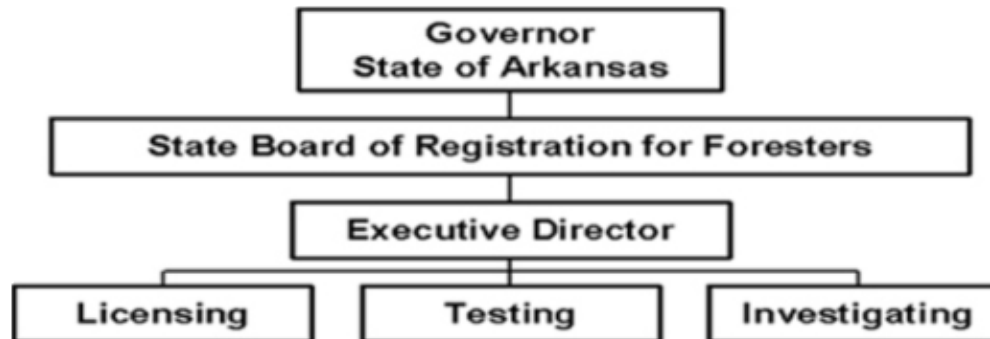 Governor
State of Arkansas
State Board of Registration for Foresters
Executive Director
Licensing
Testing
Investigating